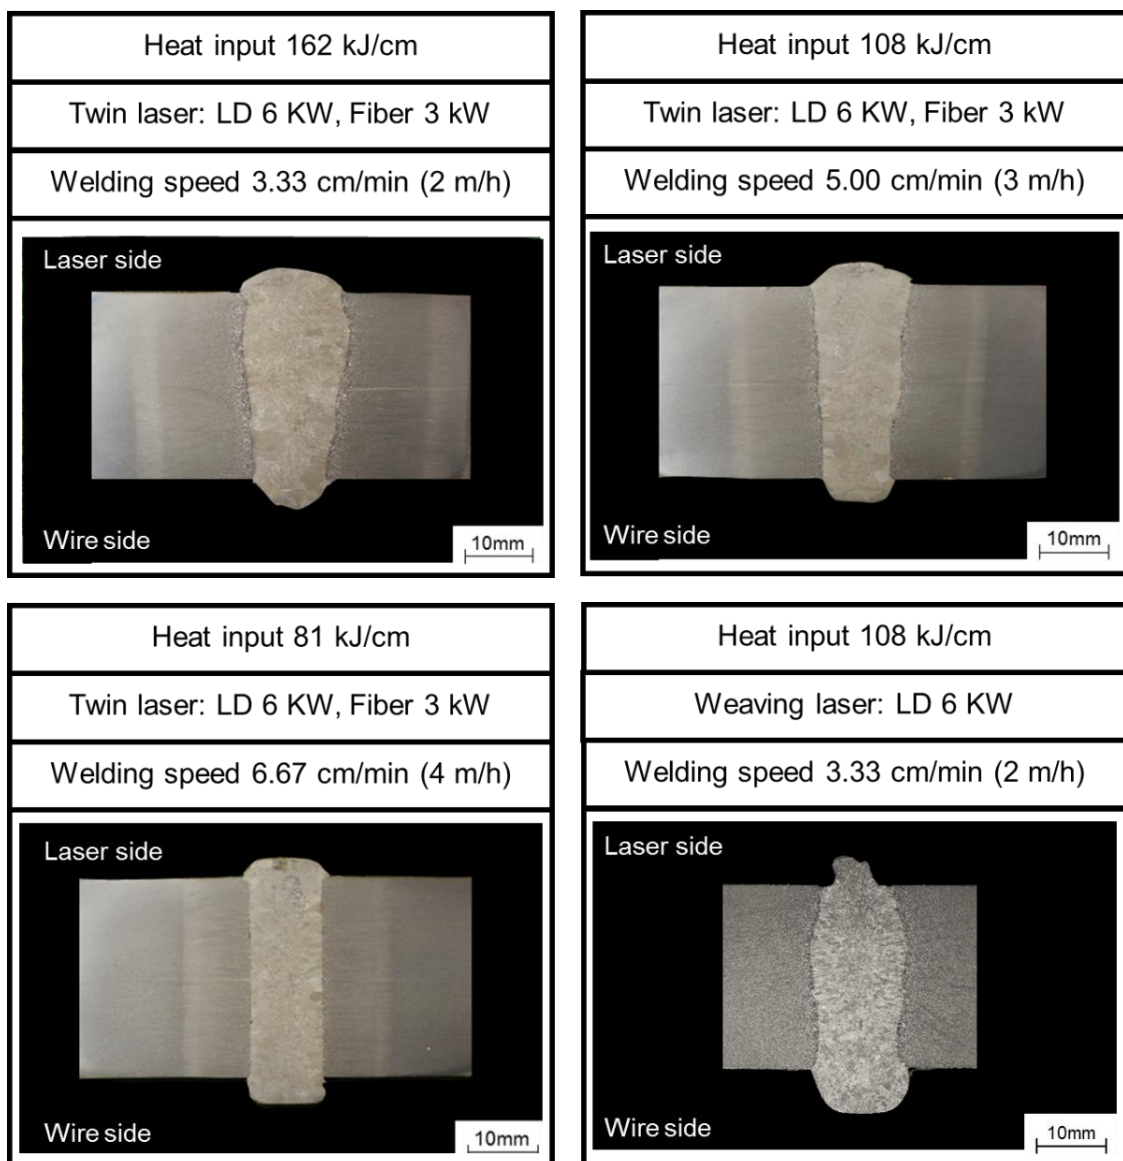 Heat input 162 kJ/cm
Twin laser: LD 6 KW, Fiber 3 kW
Welding speed 3.33 cm/min (2 m/h)
Laser side
Wire side
10mm
Heat input 108 kJ/cm
Twin laser: LD 6 KW, Fiber 3 kW
Welding speed 5.00 cm/min (3 m/h)
Laser side
Wire side
10mm
Heat input 81 kJ/cm
Twin laser: LD 6 KW, Fiber 3 kW
Welding speed 6.67 cm/min (4 m/h)
Laser side
Wire side
10mm
Heat input 108 kJ/cm
Weaving laser: LD 6 KW
Welding speed 3.33 cm/min (2 m/h)
Laser side
Wire side
10mm